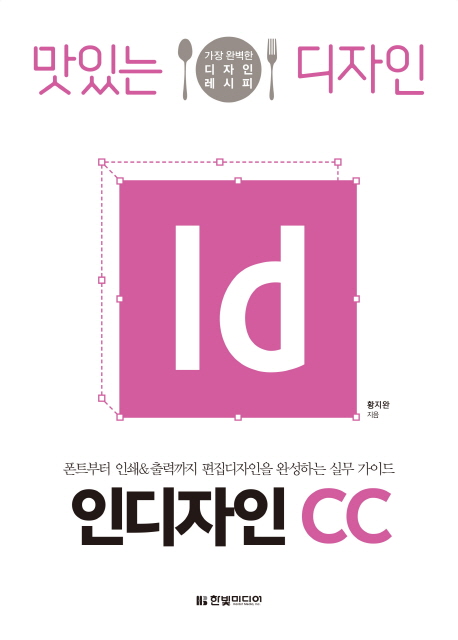 맛있는 디자인
가장 완벽한
디자인
레시피
Id
황지완
지음
폰트부터 인쇄&출력까지 편집디자인을 완성하는 실무 가이드
인디자인 CC
한빛미디어